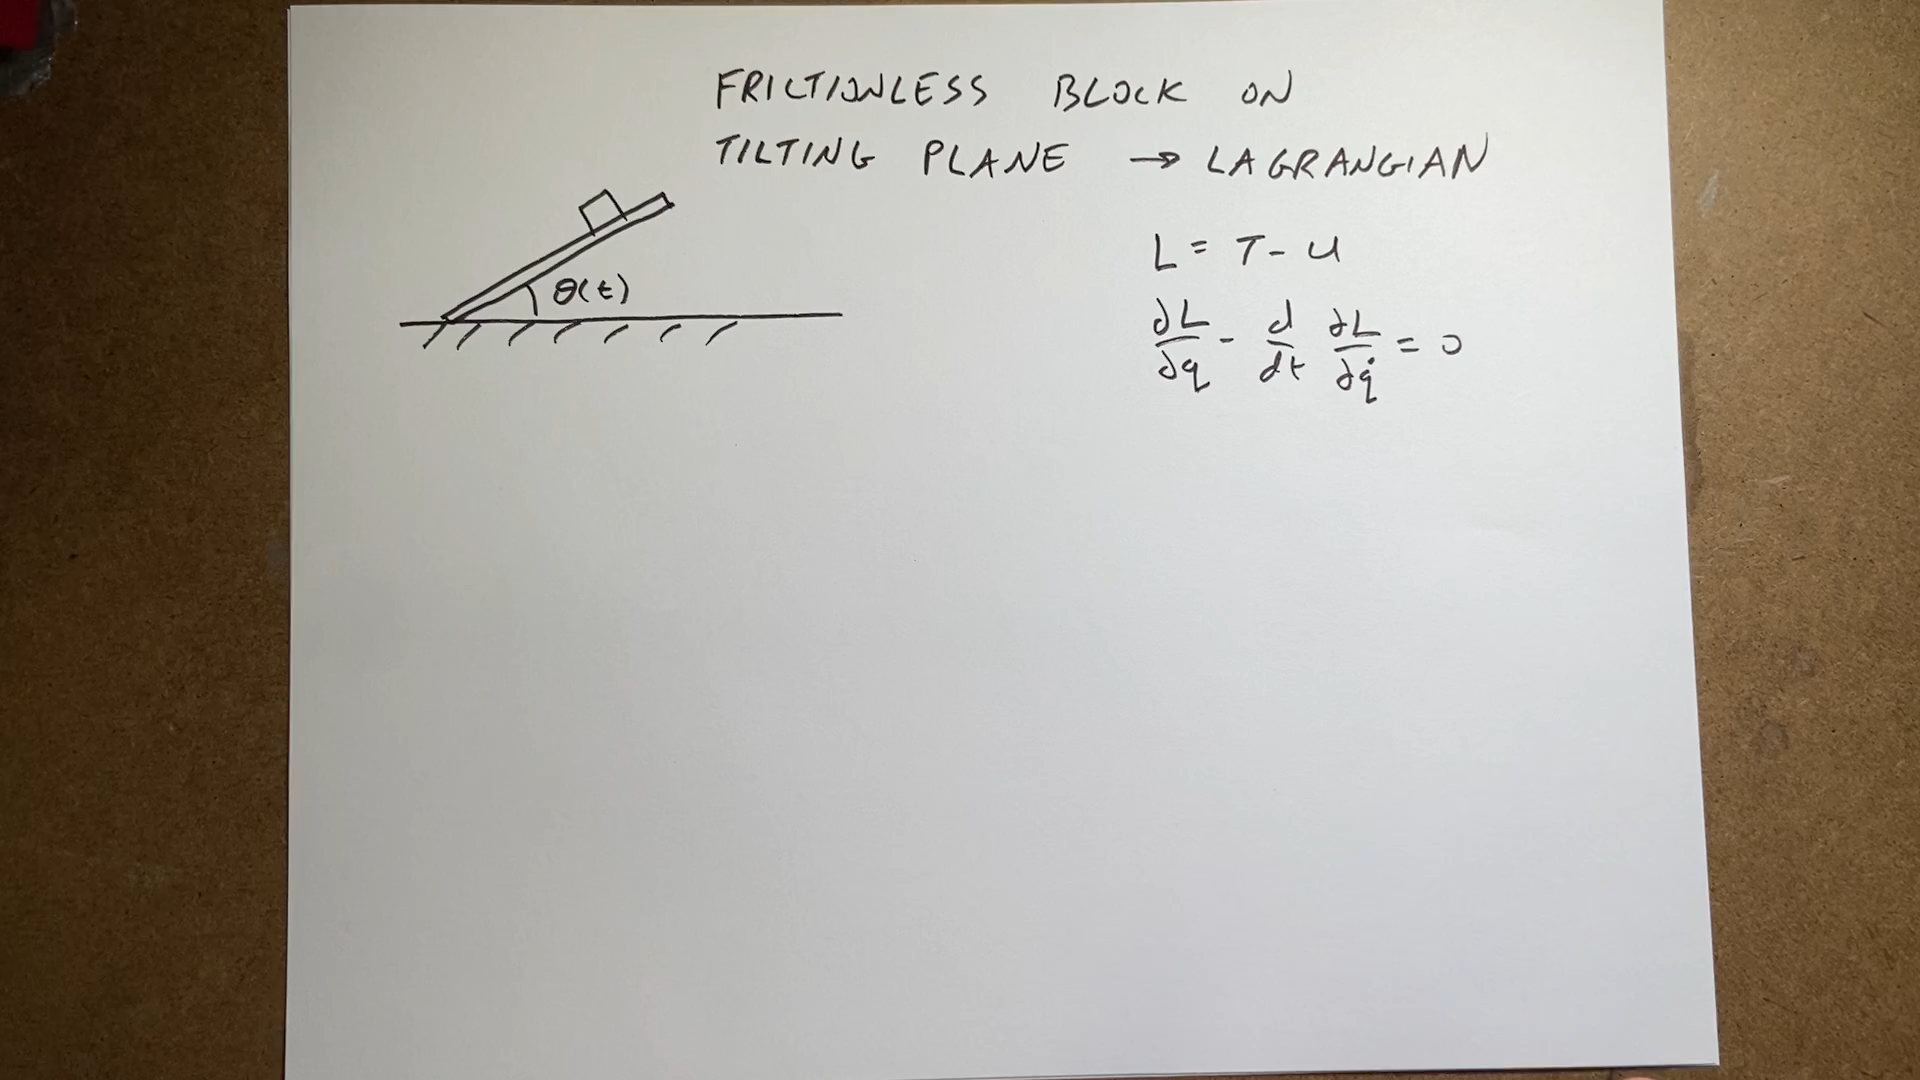 FRICTIONLESS BLOCK ON
TILTING PLANE → LAGRANGIAN
θ(t)
L = T - U
∂L/∂q - d/dt ∂L/∂q̇ = 0